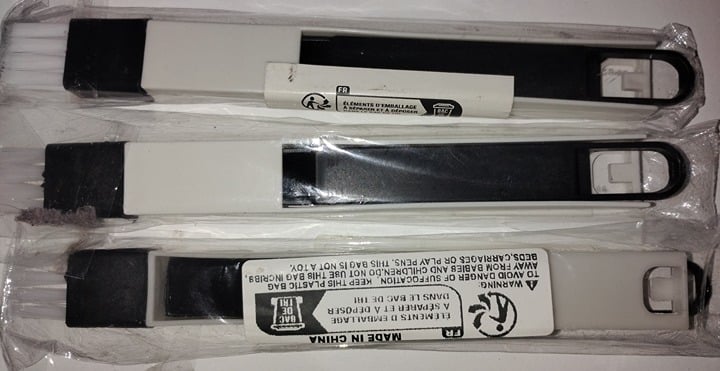 FR
ÉLÉMENTS D'EMBALLAGE
À SÉPARER ET À DÉPOSER
BAC
WARNING:
TO AVOID DANGER OF SUFFOCATION, KEEP THIS PLASTIC BAG
AWAY FROM BABIES AND CHILDREN.DO NOT USE THIS BAG INCRIBS,
BEDS,CARRIAGES OR PLAY PENS. THIS BAG IS NOT A TOY.
FR
ÉLÉMENTS D'EMBALLAGE
À SÉPARER ET À DÉPOSER
DANS LE BAC DE TRI
BAC
DE
TRI
MADE IN CHINA